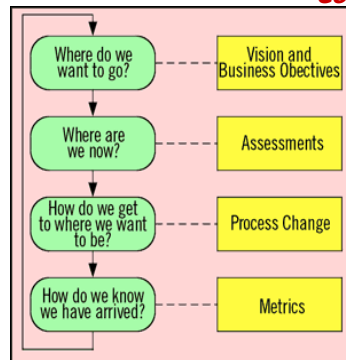 Where do we
want to go?
Vision and
Business Obectives
Where are
we now?
Assessments
How do we get
to where we want
to be?
Process Change
How do we know
we have arrived?
Metrics